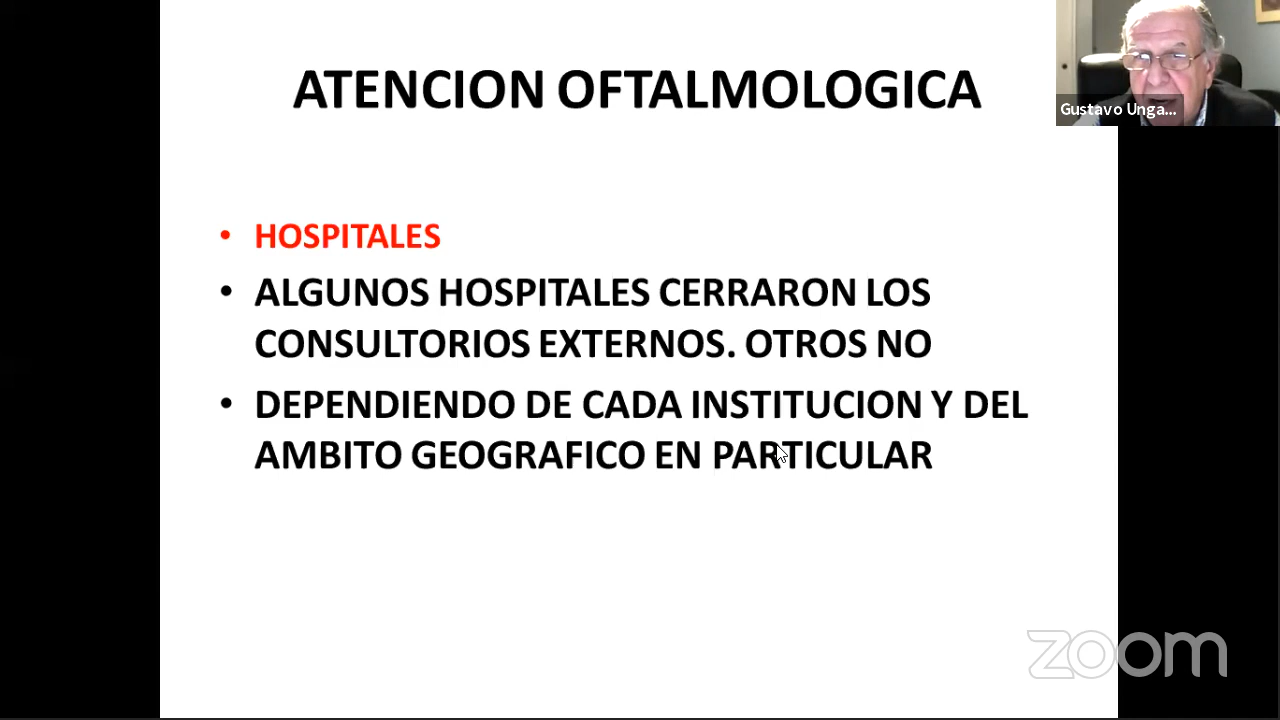 ATENCION OFTALMOLOGICA
Gustavo Unga...
• HOSPITALES
• ALGUNOS HOSPITALES CERRARON LOS
CONSULTORIOS EXTERNOS. OTROS NO
• DEPENDIENDO DE CADA INSTITUCION Y DEL
AMBITO GEOGRAFICO EN PARTICULAR
zoom